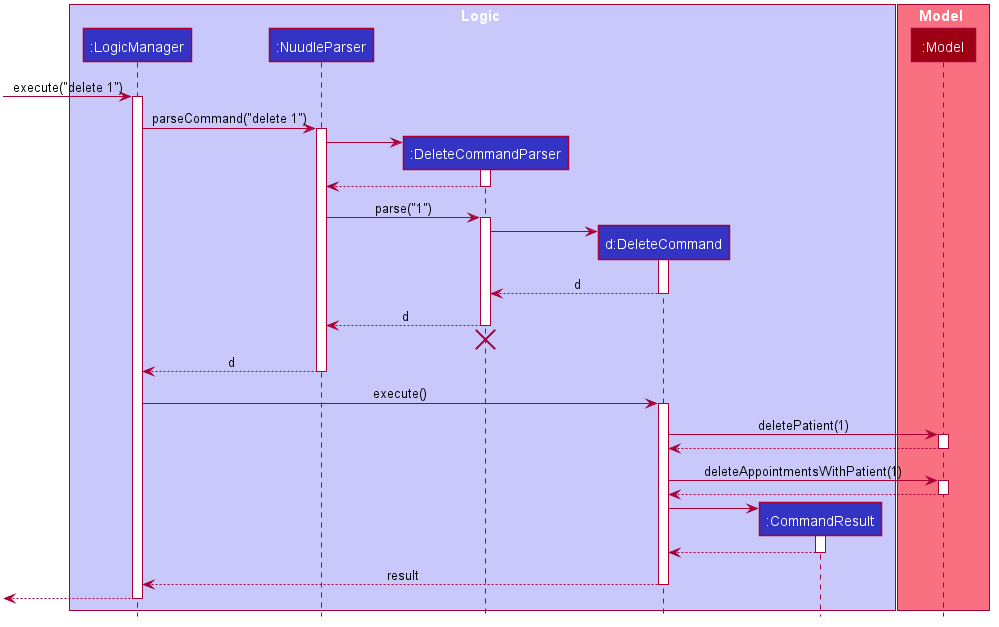 Logic
Model
:LogicManager
:NuudleParser
:Model
execute("delete 1")
parseCommand("delete 1")
:DeleteCommandParser
parse("1")
d:DeleteCommand
d
d
d
execute()
deletePatient(1)
deleteAppointmentsWithPatient(1)
:CommandResult
result